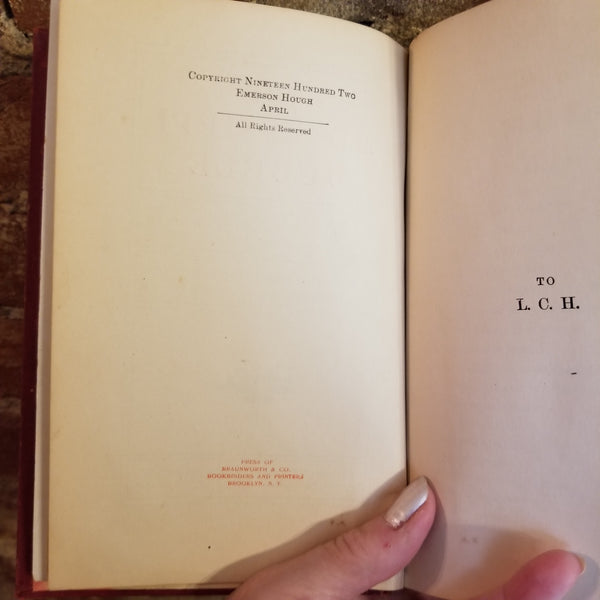 COPYRIGHT NINETEEN HUNDRED TWO
EMERSON HOUGH
APRIL
All Rights Reserved
PRESS OF
BRAUNWORTH & CO.
BOOKBINDERS AND PRINTERS
BROOKLYN, N. Y.
TO
L. C. H.